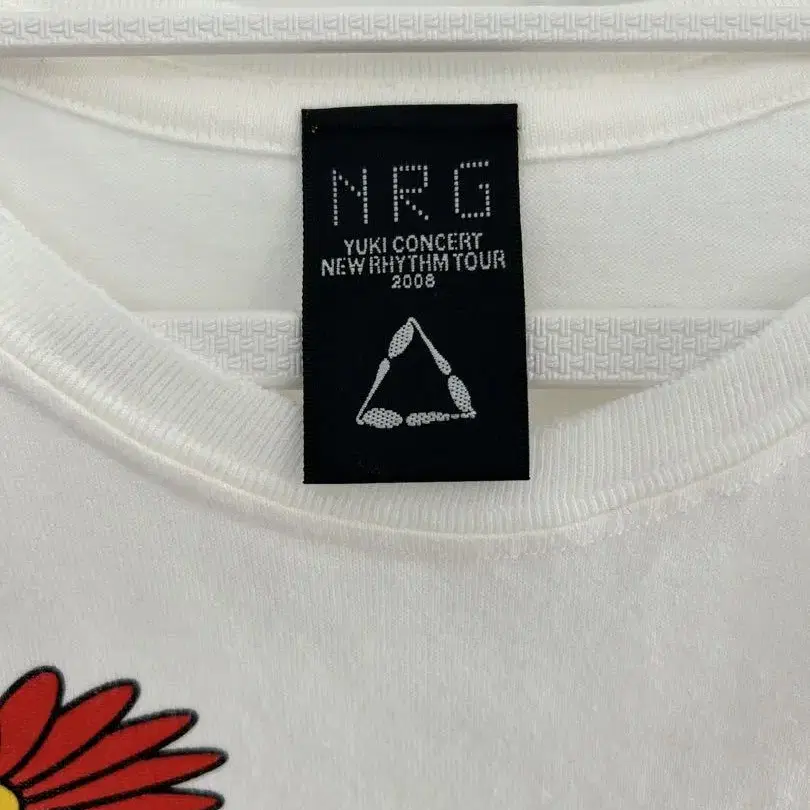 NRG
YUKI CONCERT
NEW RHYTHM TOUR
2008